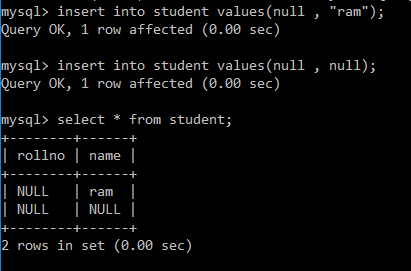 mysql> insert into student values(null , "ram");
Query OK, 1 row affected (0.00 sec)
mysql> insert into student values(null , null);
Query OK, 1 row affected (0.00 sec)
mysql> select * from student;
+--------+------+
| rollno | name |
+--------+------+
| NULL   | ram  |
| NULL   | NULL |
+--------+------+
2 rows in set (0.00 sec)